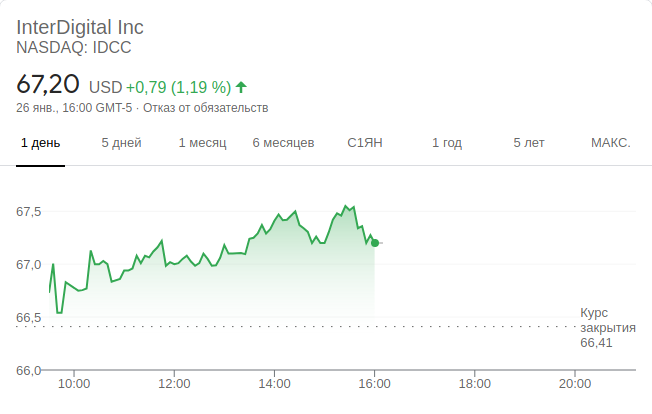 InterDigital Inc
NASDAQ: IDCC
67,20 USD +0,79 (1,19 %)
26 янв., 16:00 GMT-5 · Отказ от обязательств
1 день 5 дней 1 месяц 6 месяцев С1ЯН 1 год 5 лет МАКС.
67,5
67,0
66,5
Курс
закрытия
66,41
66,0
10:00 12:00 14:00 16:00 18:00 20:00